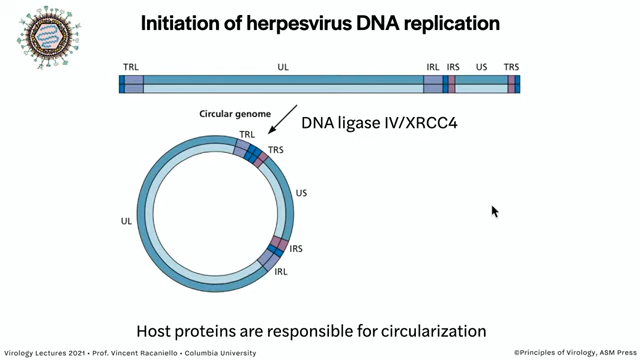 Initiation of herpesvirus DNA replication
TRL UL IRL IRS US TRS
Circular genome
DNA ligase IV/XRCC4
TRL
TRS
US
UL
IRS
IRL
Host proteins are responsible for circularization
Virology Lectures 2021 • Prof. Vincent Racaniello • Columbia University
©Principles of Virology, ASM Press